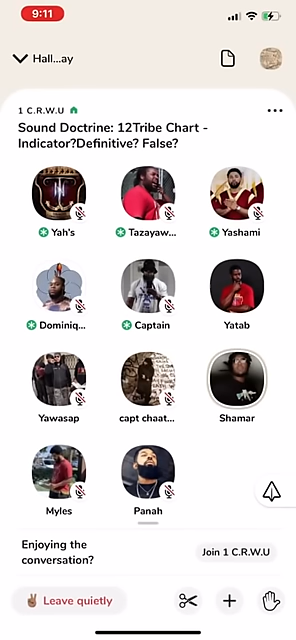 9:11
Hall...ay
1 C.R.W.U
Sound Doctrine: 12Tribe Chart -
Indicator?Definitive? False?
Yah's
Tazayaw...
Yashami
Dominiq...
Captain
Yatab
Yawasap
capt chaat...
Shamar
Myles
Panah
Enjoying the
conversation?
Join 1 C.R.W.U
Leave quietly